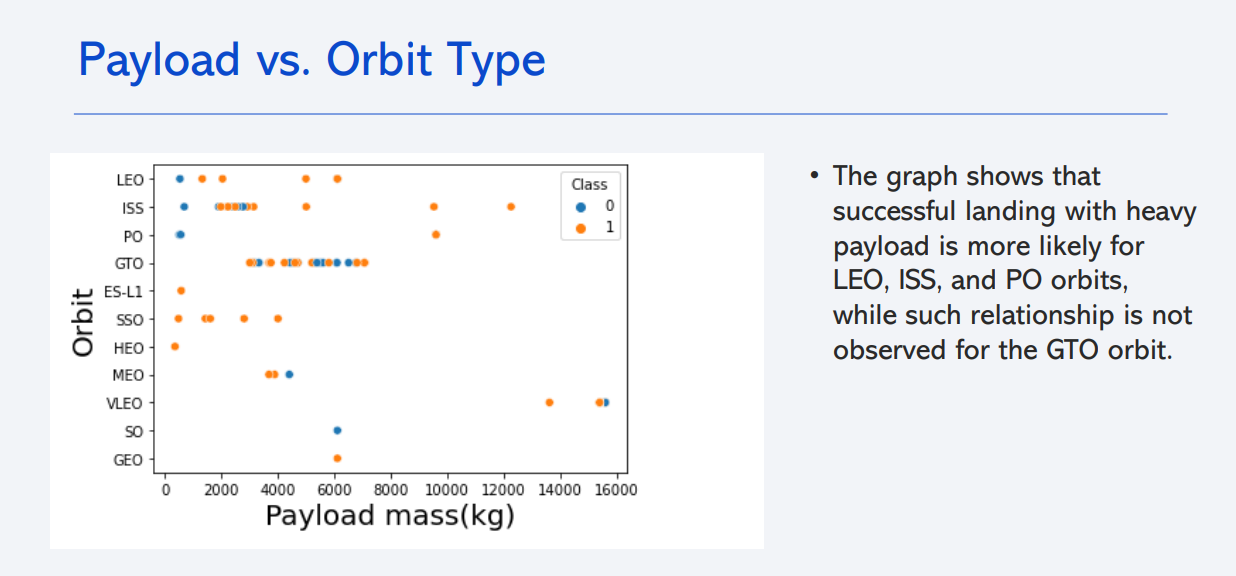 Payload vs. Orbit Type
LEO
ISS
PO
GTO
ES-L1
SSO
HEO
MEO
VLEO
SO
GEO
Orbit
Class
0
1
0 2000 4000 6000 8000 10000 12000 14000 16000
Payload mass(kg)
• The graph shows that
successful landing with heavy
payload is more likely for
LEO, ISS, and PO orbits,
while such relationship is not
observed for the GTO orbit.